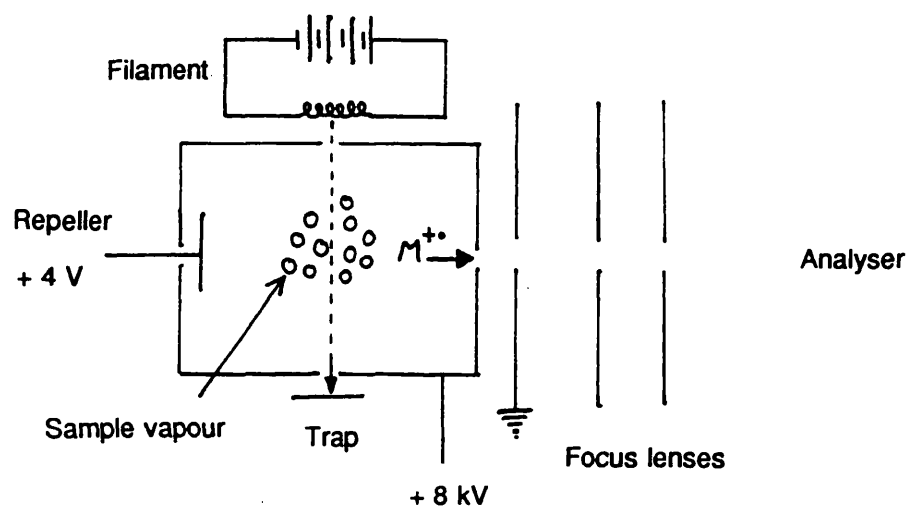 Filament
Repeller
+ 4 V
M+•
Analyser
Sample vapour
Trap
Focus lenses
+ 8 kV